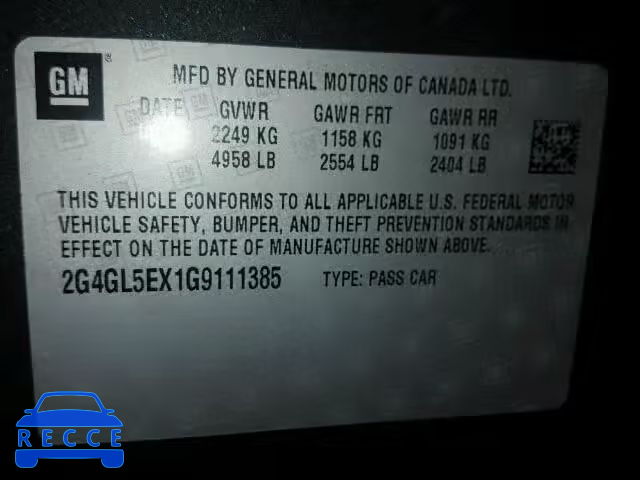 GM ®
MFD BY GENERAL MOTORS OF CANADA LTD.
DATE GVWR GAWR FRT GAWR RR
2249 KG 1158 KG 1091 KG
4958 LB 2554 LB 2404 LB
THIS VEHICLE CONFORMS TO ALL APPLICABLE U.S. FEDERAL MOTOR
VEHICLE SAFETY, BUMPER, AND THEFT PREVENTION STANDARDS IN
EFFECT ON THE DATE OF MANUFACTURE SHOWN ABOVE.
2G4GL5EX1G9111385 TYPE: PASS CAR
RECCE